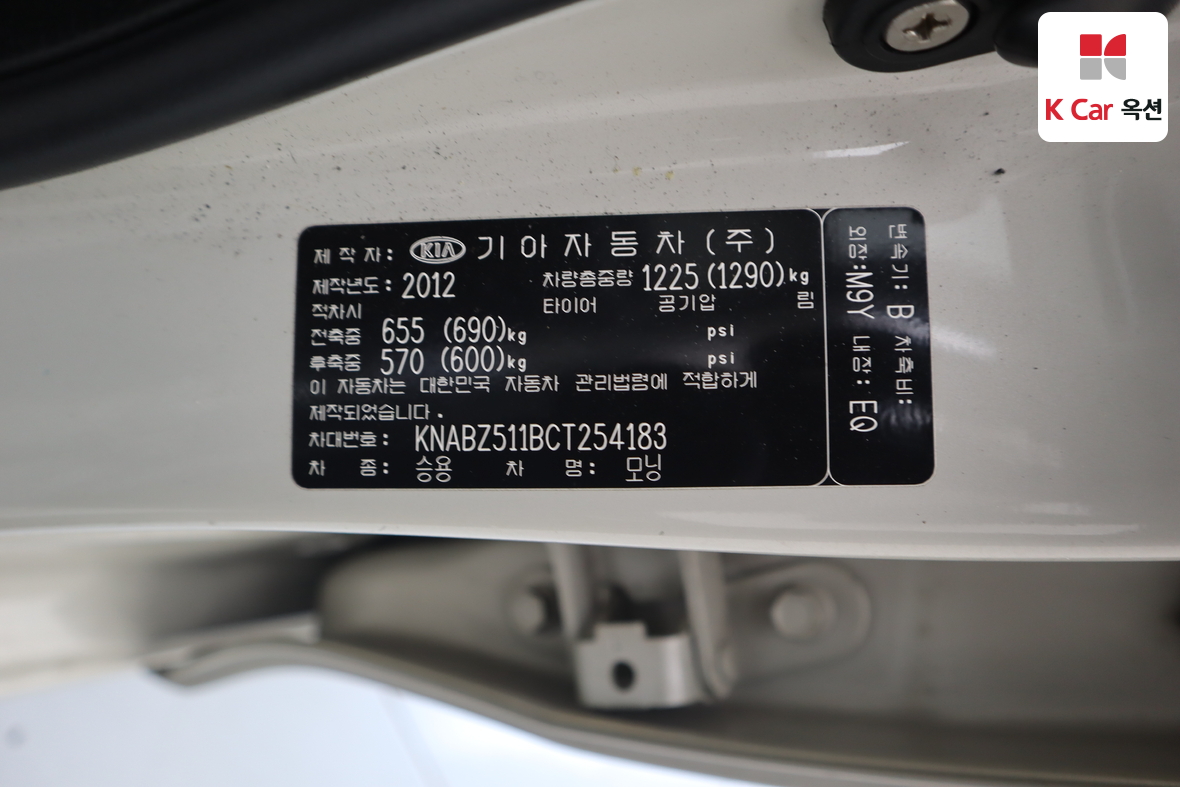 K Car 옥션
제 작 자: KIA 기아자동차(주)
제작년도: 2012 차량총중량 1225(1290)kg
적차시 타이어 공기압 림
전축중 655 (690)kg psi
후축중 570 (600)kg psi
이 자동차는 대한민국 자동차 관리법령에 적합하게
제작되었습니다.
차대번호: KNABZ511BCT254183
차 종: 승용 차 명: 모닝
변속기: B 차축비:
외장:M9Y 내장: EQ